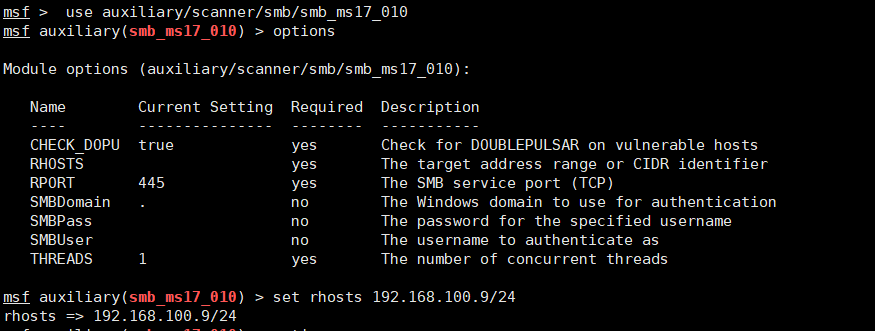 msf > use auxiliary/scanner/smb/smb_ms17_010
msf auxiliary(smb_ms17_010) > options
Module options (auxiliary/scanner/smb/smb_ms17_010):
Name Current Setting Required Description
---- --------------- -------- -----------
CHECK_DOPU true yes Check for DOUBLEPULSAR on vulnerable hosts
RHOSTS yes The target address range or CIDR identifier
RPORT 445 yes The SMB service port (TCP)
SMBDomain . no The Windows domain to use for authentication
SMBPass no The password for the specified username
SMBUser no The username to authenticate as
THREADS 1 yes The number of concurrent threads
msf auxiliary(smb_ms17_010) > set rhosts 192.168.100.9/24
rhosts => 192.168.100.9/24